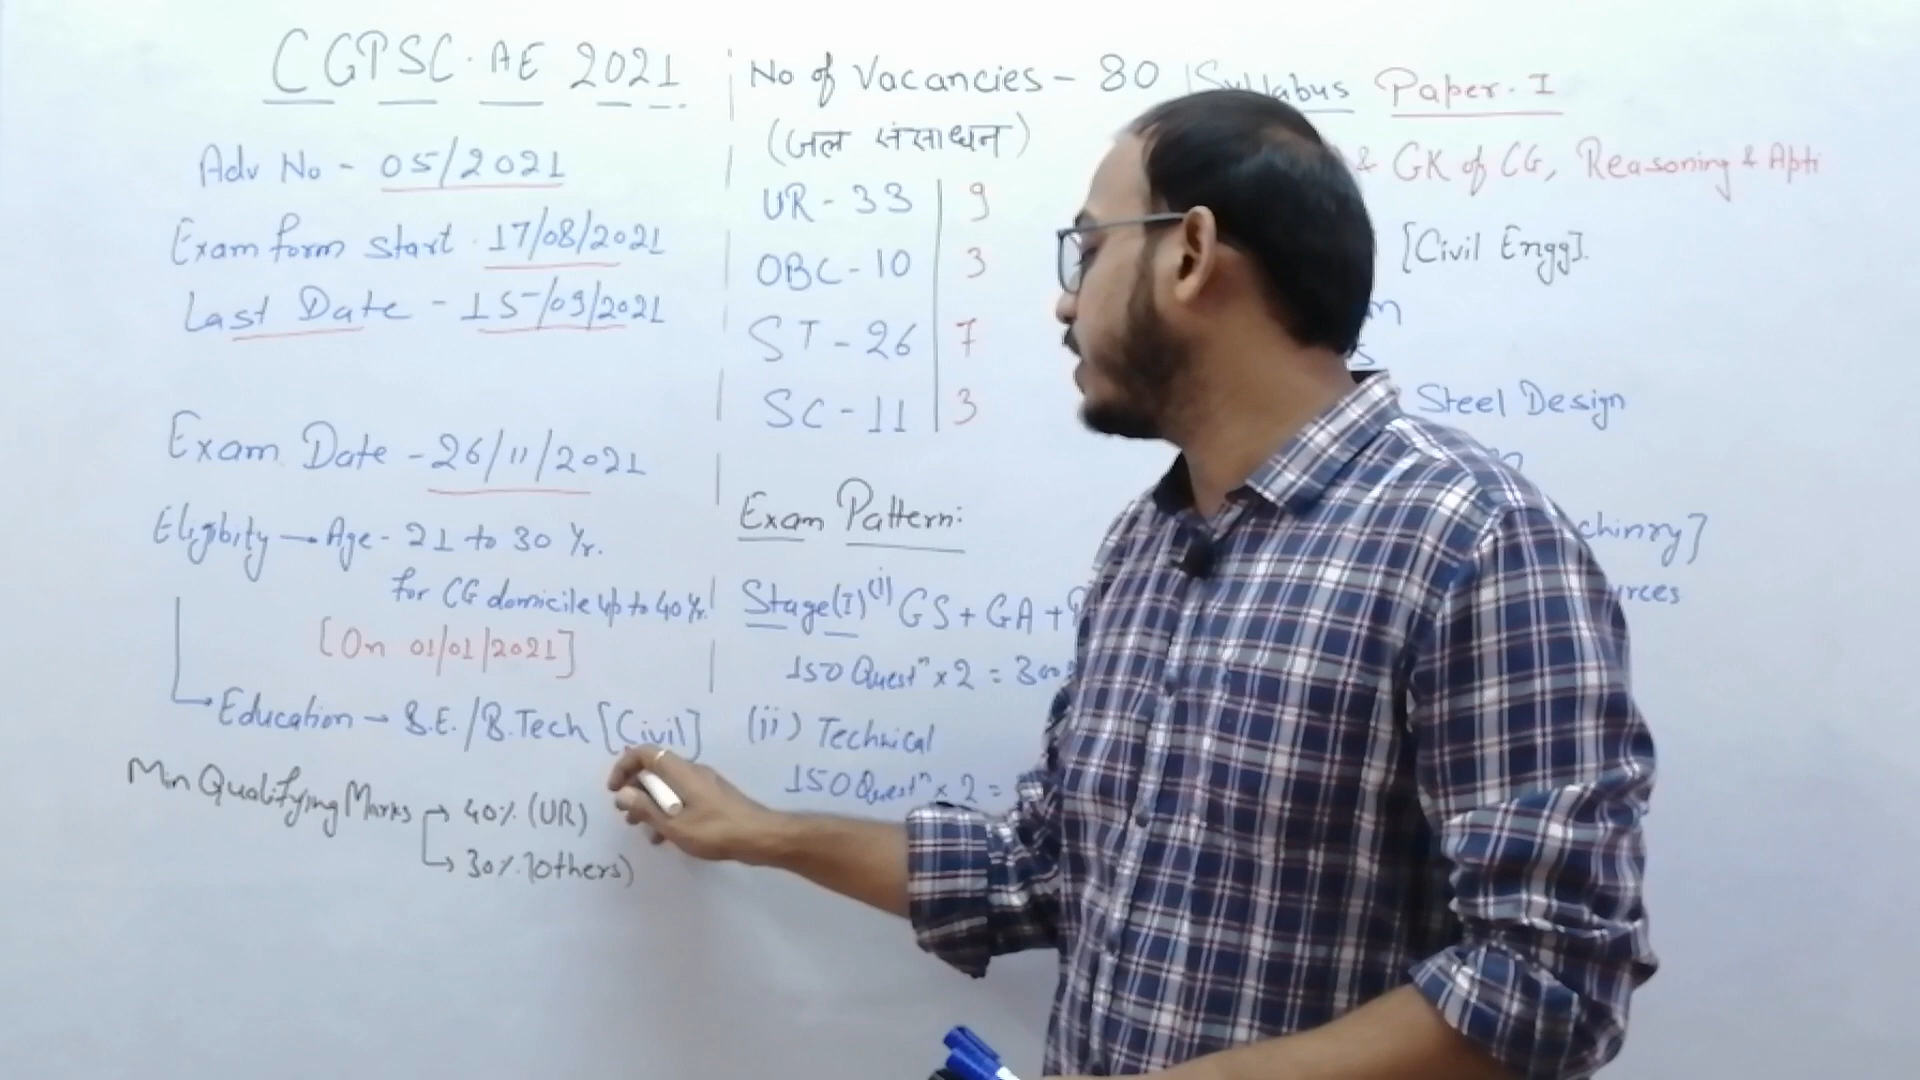 CGPSC. AE 2021
Adv No - 05/2021
Exam form start 17/08/2021
Last Date - 15/09/2021
Exam Date - 26/11/2021
Eligbity → Age - 21 to 30 Yr.
for CG domicile up to 40 Yr.
[On 01/01/2021]
Education → B.E./B.Tech [Civil]
Min Qualifying Marks → 40% (UR)
→ 30% (Others)
No of Vacancies - 80
(जल संसाधन)
UR - 33 | 9
OBC - 10 | 3
ST - 26 | 7
SC - 11 | 3
Exam Pattern:
Stage(I) (i) GS + GA +
150 Questⁿ x 2 = 300
(ii) Technical
150 Questⁿ x 2 =
Syllabus Paper. I
& GK of CG, Reasoning & Apti
[Civil Engg].
Steel Design
chinry]
urces